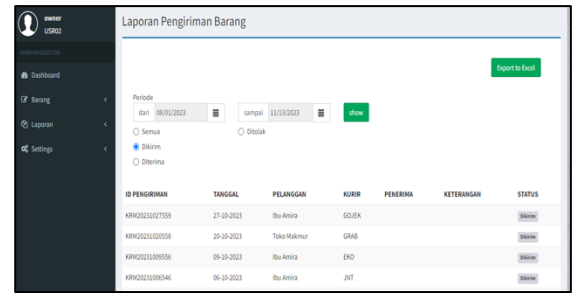 owner
USR02
MAIN NAVIGATION
Dashboard
Barang
Laporan
Settings
Laporan Pengiriman Barang
Export to Excel
Periode
dari 08/01/2023 sampai 11/13/2023 show
Semua Ditolak
Dikirim
Diterima
ID PENGIRIMAN TANGGAL PELANGGAN KURIR PENERIMA KETERANGAN STATUS
KRM20231027559 27-10-2023 Ibu Amira GOJEK Dikirim
KRM20231020558 20-10-2023 Toko Makmur GRAB Dikirim
KRM20231009556 09-10-2023 Ibu Amira EKO Dikirim
KRM20231006546 06-10-2023 Ibu Amira JNT Dikirim